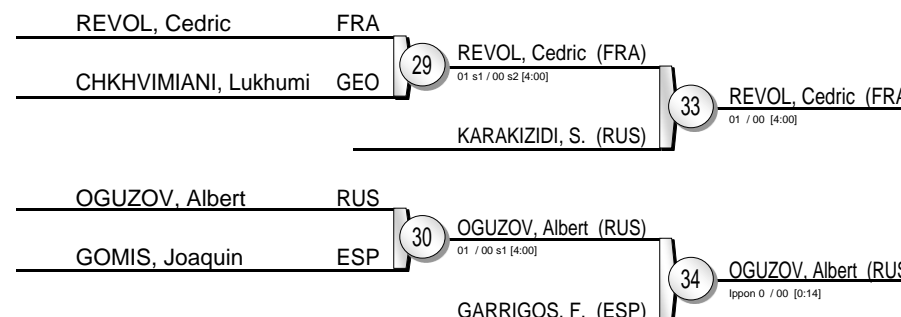 REVOL, Cedric FRA
29
REVOL, Cedric (FRA)
01 s1 / 00 s2 [4:00]
CHKHVIMIANI, Lukhumi GEO
33
REVOL, Cedric (FRA
01 / 00 [4:00]
KARAKIZIDI, S. (RUS)
OGUZOV, Albert RUS
30
OGUZOV, Albert (RUS)
01 / 00 s1 [4:00]
GOMIS, Joaquin ESP
34
OGUZOV, Albert (RUS
Ippon 0 / 00 [0:14]
GARRIGOS, F. (ESP)